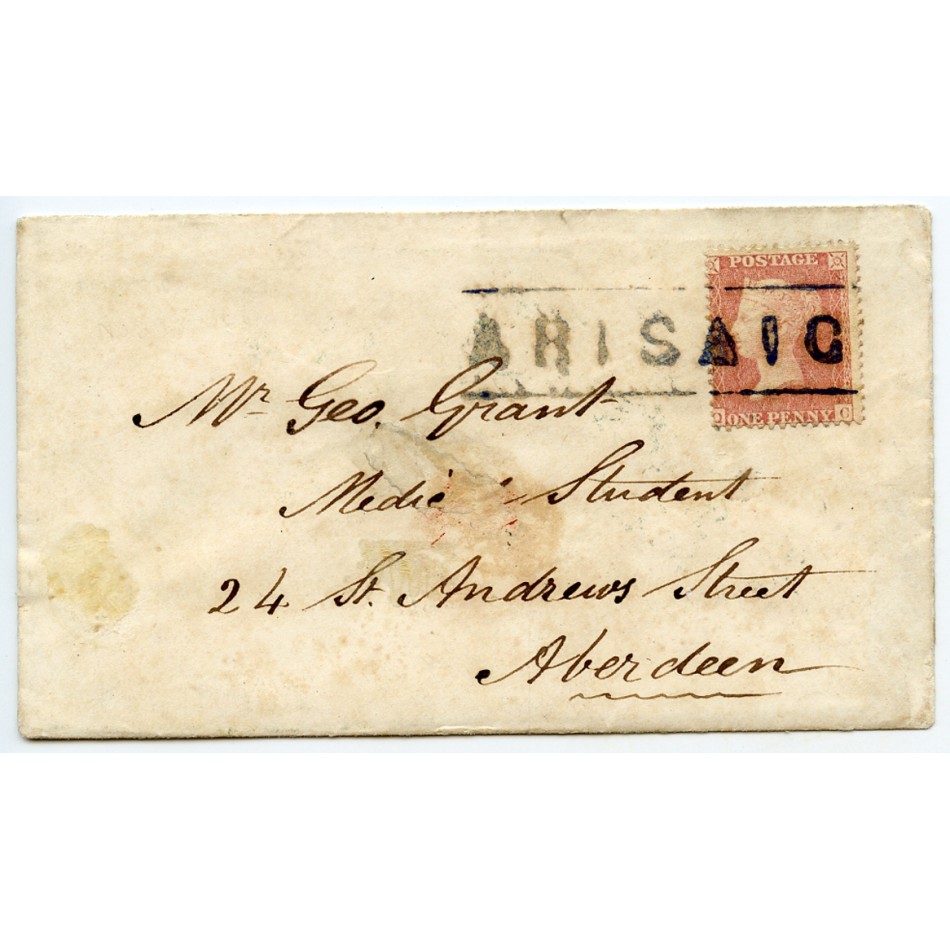 POSTAGE
ARISAIG
ONE PENNY
C
Mr. Geo. Grant
Student
24 St. Andrews Street
Aberdeen